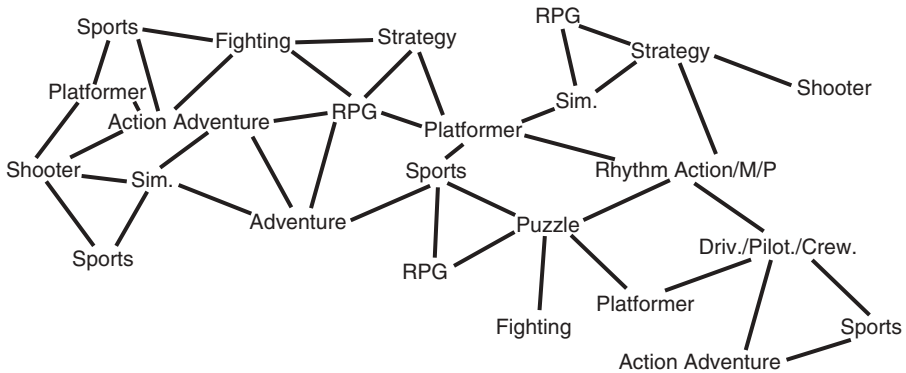 RPG
Sports
Fighting
Strategy
Strategy
Shooter
Platformer
Sim.
Action Adventure
RPG
Platformer
Shooter
Sim.
Sports
Rhythm Action/M/P
Adventure
Puzzle
Driv./Pilot./Crew.
Sports
RPG
Platformer
Fighting
Sports
Action Adventure